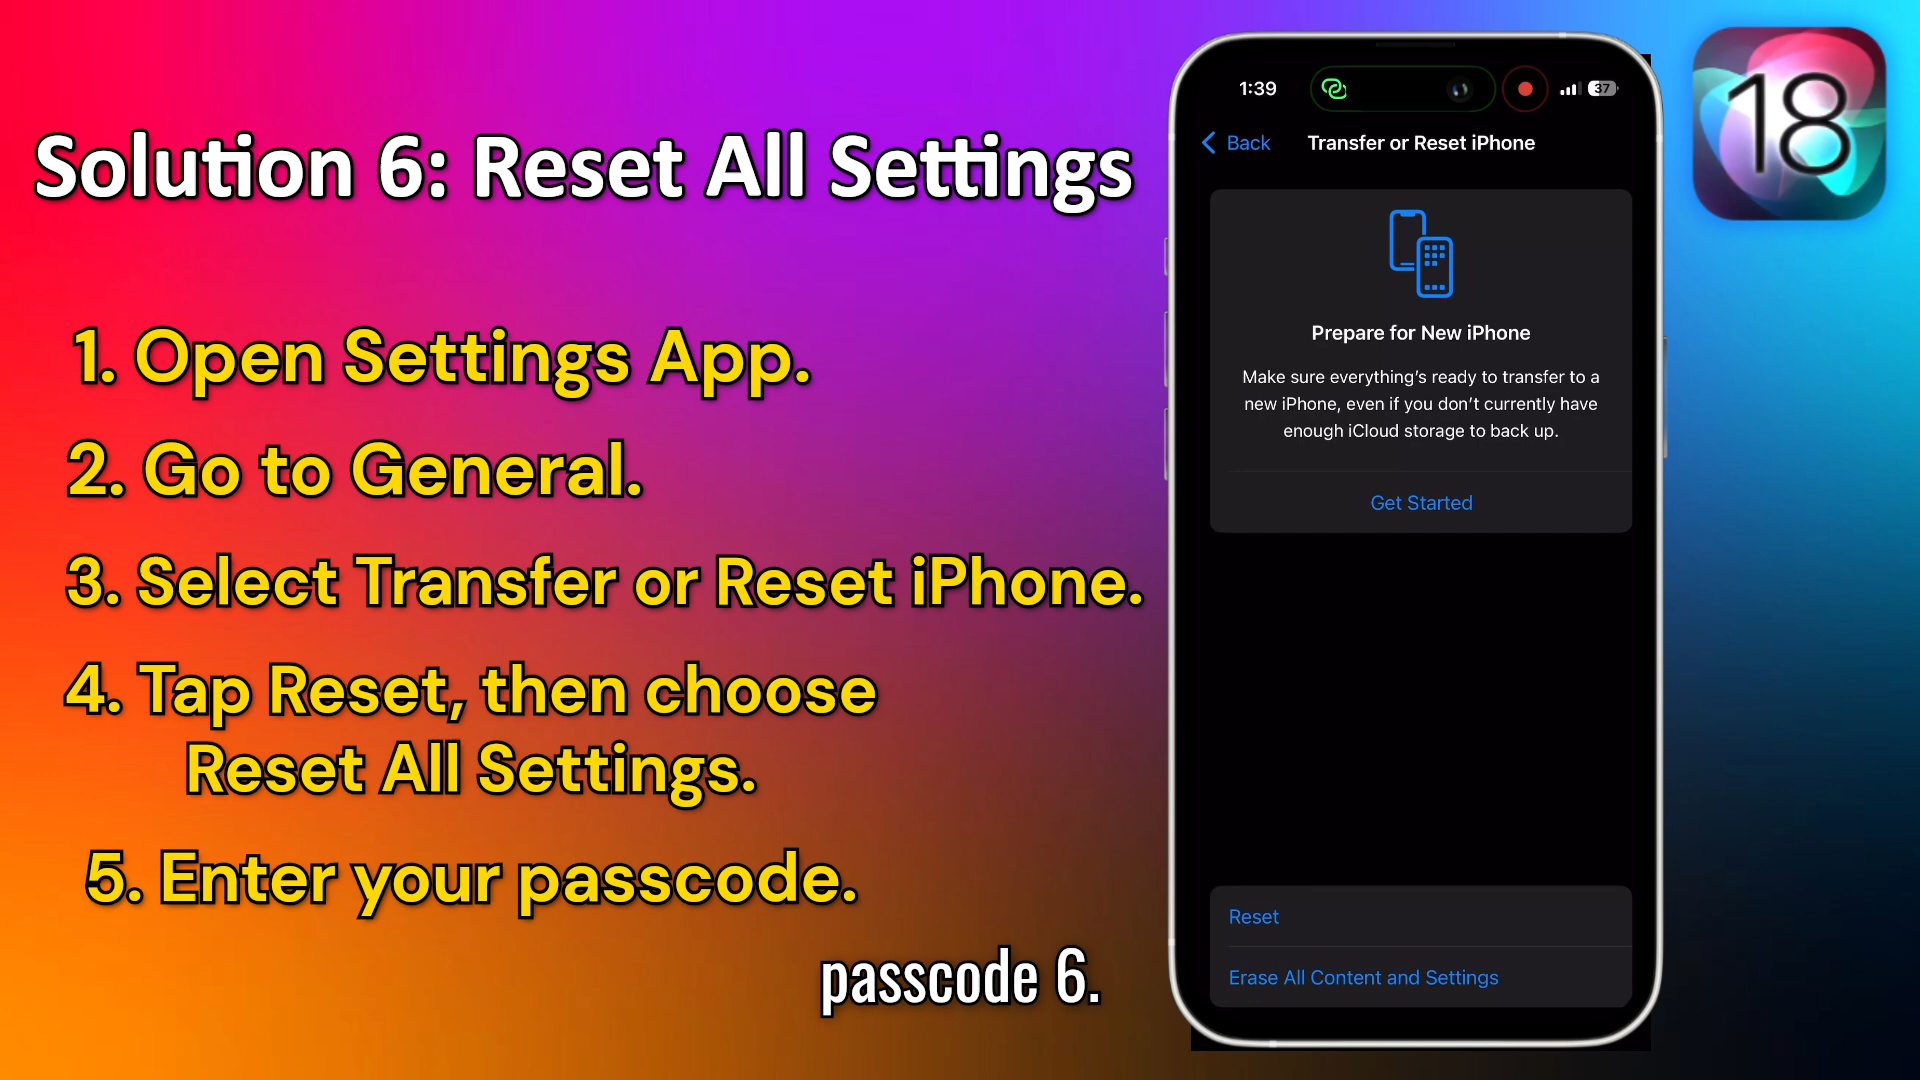 Solution 6: Reset All Settings
1. Open Settings App.
2. Go to General.
3. Select Transfer or Reset iPhone.
4. Tap Reset, then choose
Reset All Settings.
5. Enter your passcode.
passcode 6.
1:39
37
Back
Transfer or Reset iPhone
Prepare for New iPhone
Make sure everything's ready to transfer to a
new iPhone, even if you don't currently have
enough iCloud storage to back up.
Get Started
Reset
Erase All Content and Settings
18